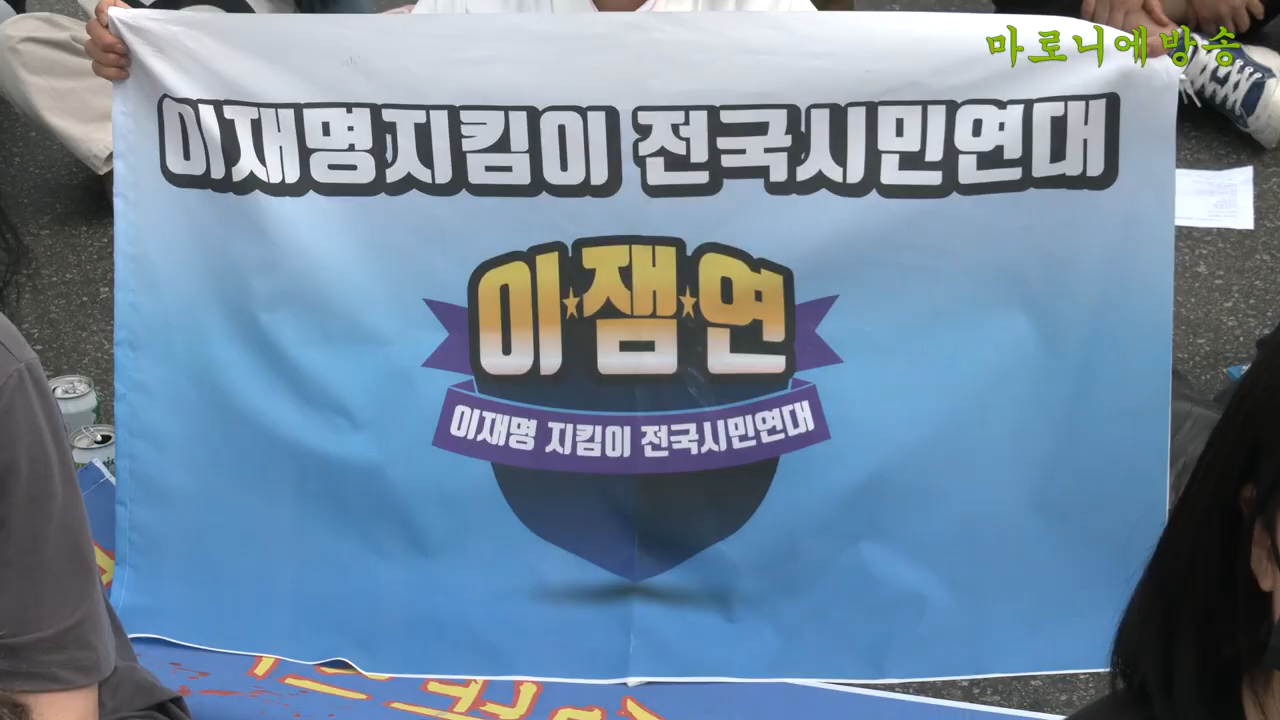 마로니에방송
이재명지킴이 전국시민연대
이잼연
이재명 지킴이 전국시민연대